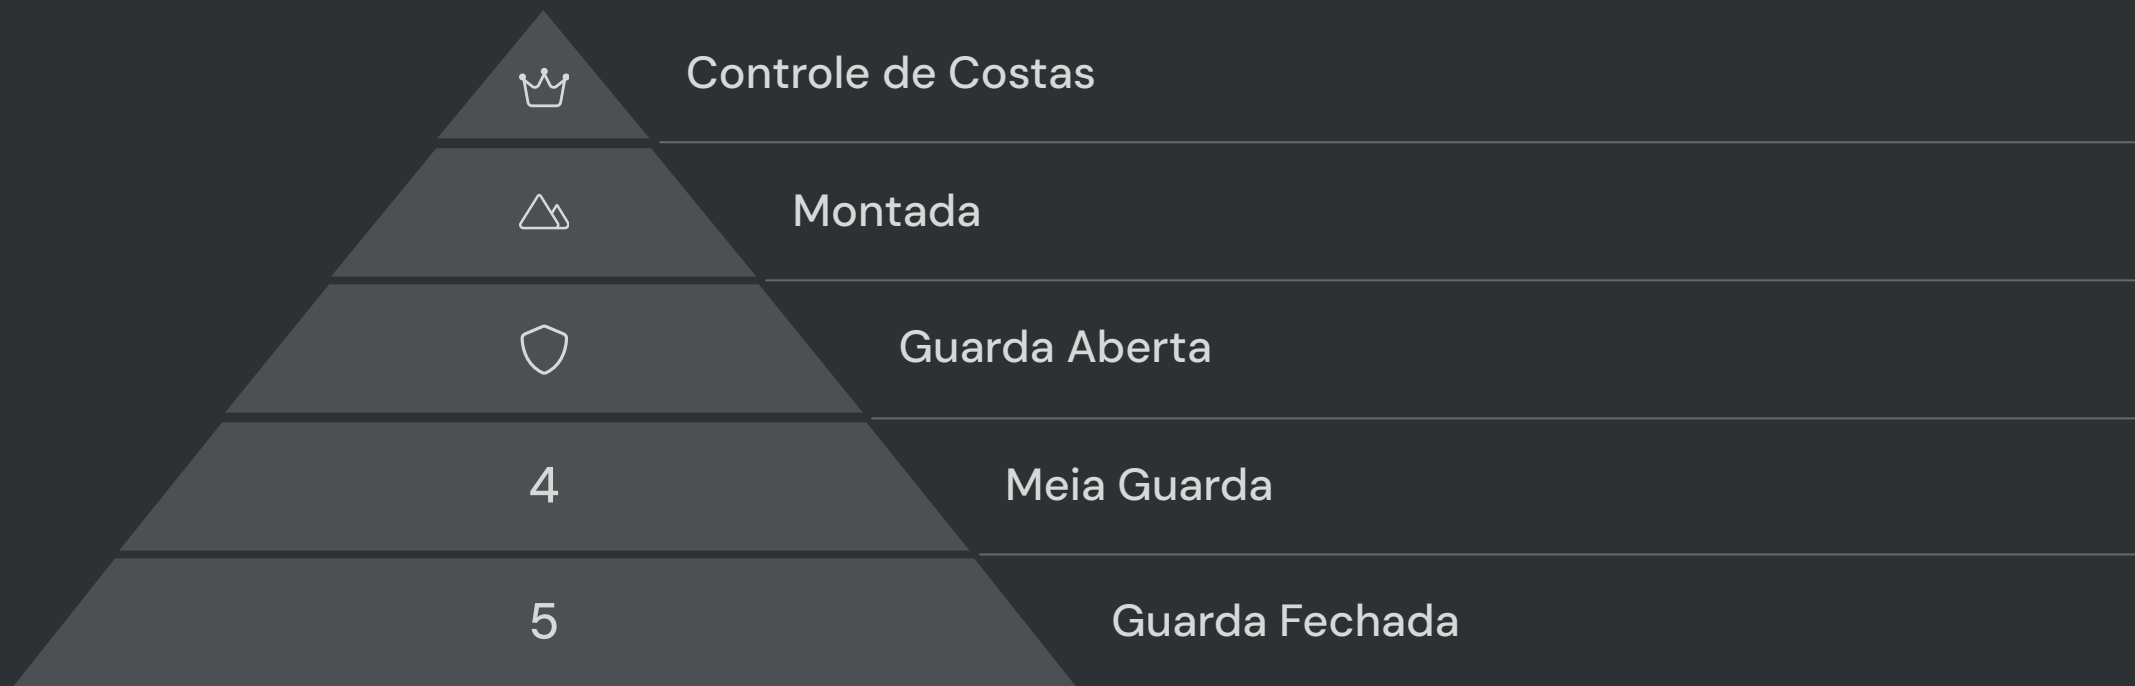 Controle de Costas
Montada
Guarda Aberta
4
Meia Guarda
5
Guarda Fechada